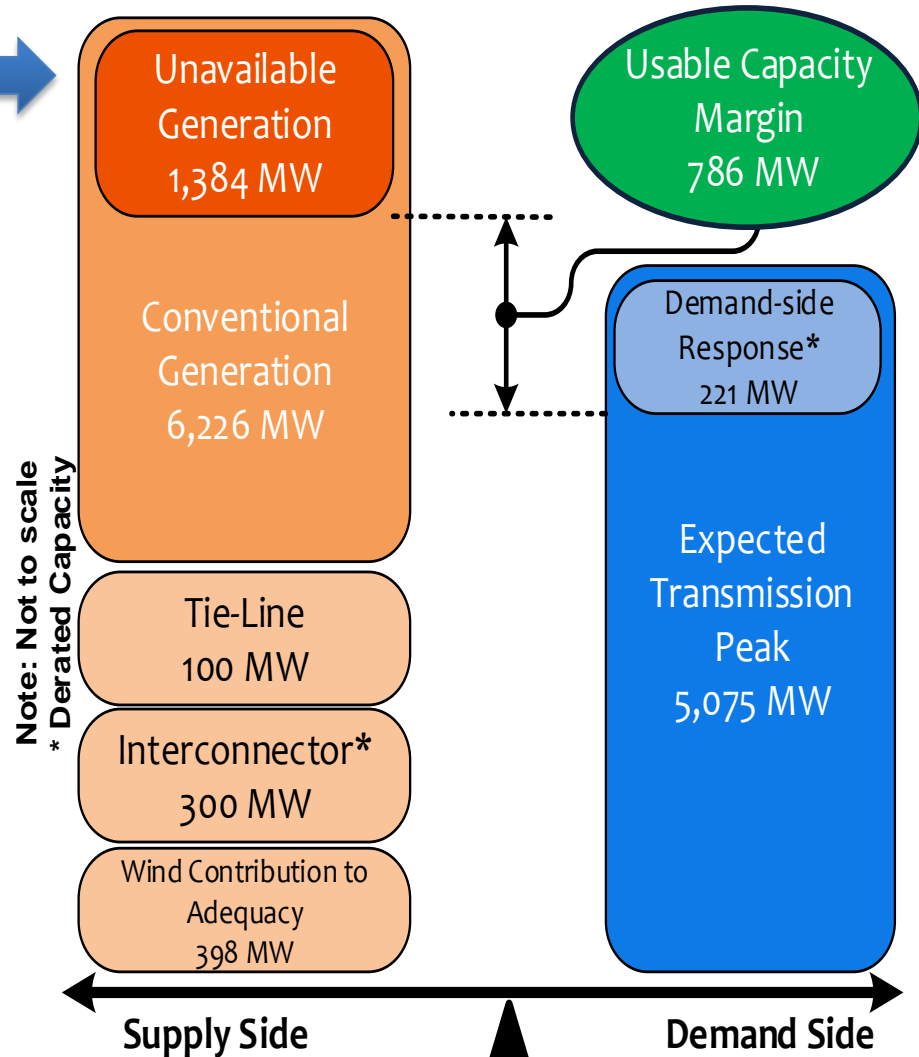 Unavailable
Generation
1,384 MW
Conventional
Generation
6,226 MW
Tie-Line
100 MW
Interconnector*
300 MW
Wind Contribution to
Adequacy
398 MW
Note: Not to scale
* Derated Capacity
Usable Capacity
Margin
786 MW
Demand-side
Response*
221 MW
Expected
Transmission
Peak
5,075 MW
Supply Side
Demand Side